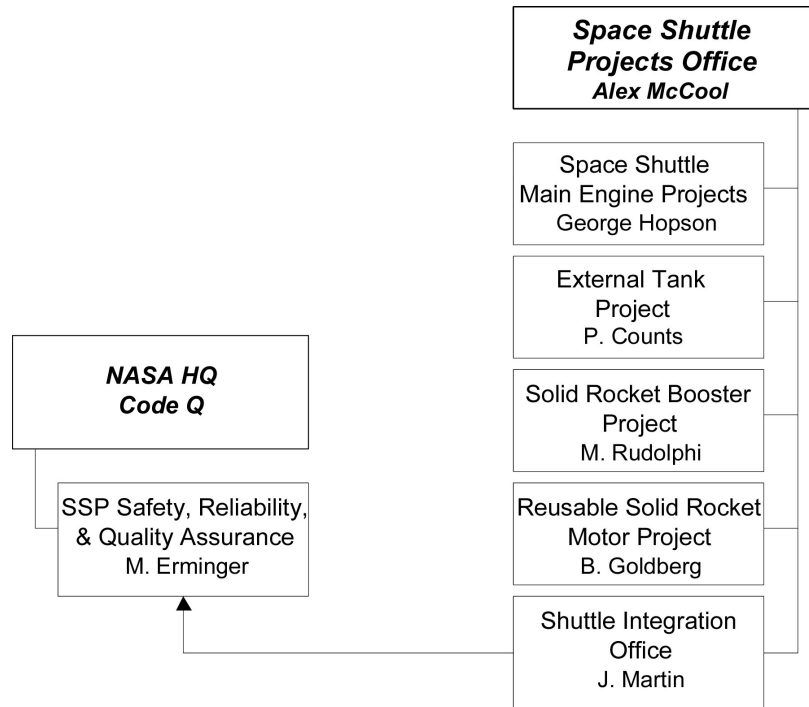 Space Shuttle
Projects Office
Alex McCool
Space Shuttle
Main Engine Projects
George Hopson
External Tank
Project
P. Counts
NASA HQ
Code Q
Solid Rocket Booster
Project
M. Rudolphi
SSP Safety, Reliability,
& Quality Assurance
M. Erminger
Reusable Solid Rocket
Motor Project
B. Goldberg
Shuttle Integration
Office
J. Martin